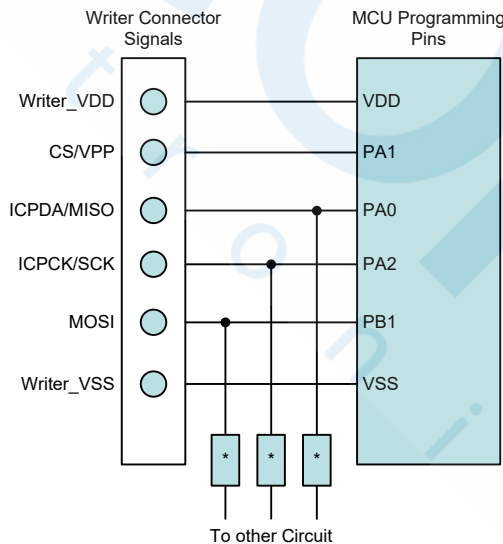 Writer Connector
Signals
MCU Programming
Pins
Writer_VDD
VDD
CS/VPP
PA1
ICPDA/MISO
PA0
ICPCK/SCK
PA2
MOSI
PB1
Writer_VSS
VSS
* * *
To other Circuit